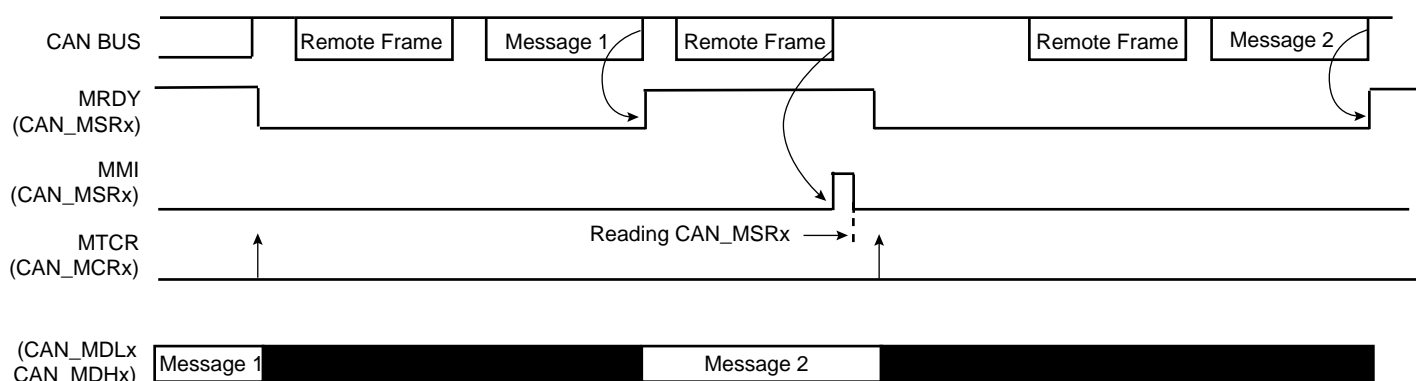 CAN BUS
Remote Frame
Message 1
Remote Frame
Remote Frame
Message 2
MRDY
(CAN_MSRx)
MMI
(CAN_MSRx)
Reading CAN_MSRx
MTCR
(CAN_MCRx)
(CAN_MDLx
CAN_MDHx)
Message 1
Message 2